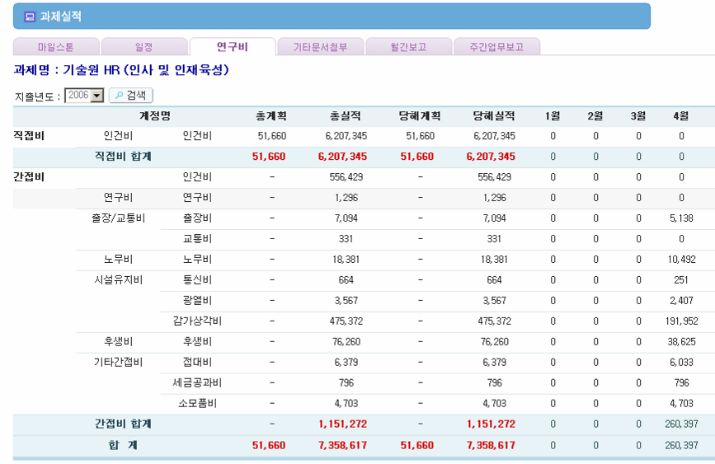 과제실적
마일스톤 일정 연구비 기타문서첨부 월간보고 주간업무보고
과제명 : 기술원 HR (인사 및 인재육성)
지출년도 : 2006 검색
계정명 총계획 총실적 당해계획 당해실적 1월 2월 3월 4월
직접비 인건비 인건비 51,660 6,207,345 51,660 6,207,345 0 0 0 0
직접비 합계 51,660 6,207,345 51,660 6,207,345 0 0 0 0
간접비 인건비 - 556,429 - 556,429 0 0 0 0
연구비 연구비 - 1,296 - 1,296 0 0 0 0
출장/교통비 출장비 - 7,094 - 7,094 0 0 0 5,138
교통비 - 331 - 331 0 0 0 0
노무비 노무비 - 18,381 - 18,381 0 0 0 10,492
시설유지비 통신비 - 664 - 664 0 0 0 251
광열비 - 3,567 - 3,567 0 0 0 2,407
감가상각비 - 475,372 - 475,372 0 0 0 191,952
후생비 후생비 - 76,260 - 76,260 0 0 0 38,625
기타간접비 접대비 - 6,379 - 6,379 0 0 0 6,033
세금공과비 - 796 - 796 0 0 0 796
소모품비 - 4,703 - 4,703 0 0 0 4,703
간접비 합계 - 1,151,272 - 1,151,272 0 0 0 260,397
합 계 51,660 7,358,617 51,660 7,358,617 0 0 0 260,397